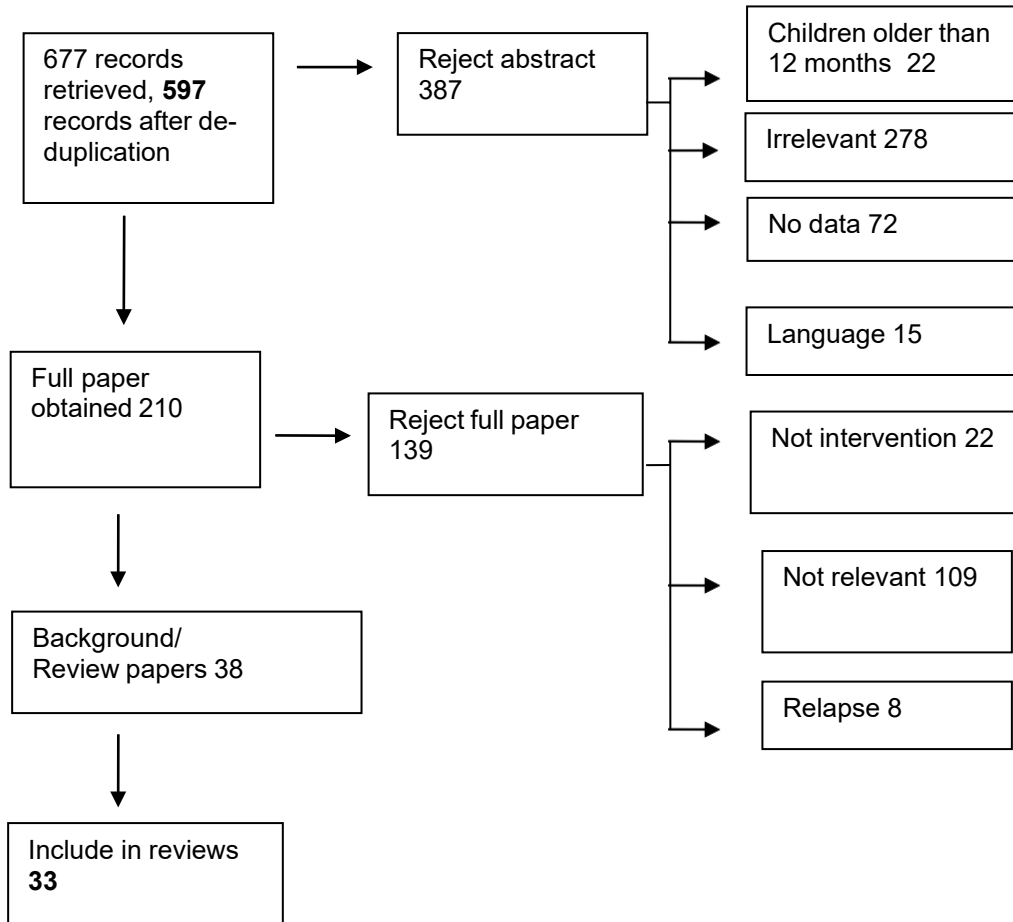 677 records
retrieved, 597
records after de-
duplication
Reject abstract
387
Children older than
12 months 22
Irrelevant 278
No data 72
Language 15
Full paper
obtained 210
Reject full paper
139
Not intervention 22
Not relevant 109
Relapse 8
Background/
Review papers 38
Include in reviews
33